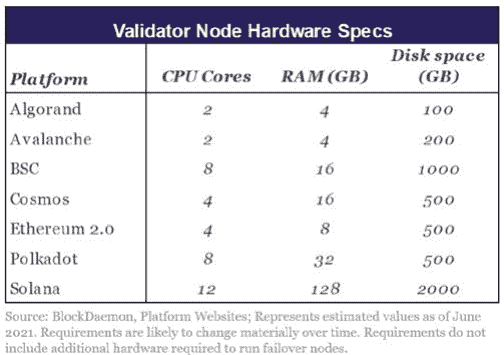 Validator Node Hardware Specs
Platform CPU Cores RAM (GB) Disk space (GB)
Algorand 2 4 100
Avalanche 2 4 200
BSC 8 16 1000
Cosmos 4 16 500
Ethereum 2.0 4 8 500
Polkadot 8 32 500
Solana 12 128 2000
Source: BlockDaemon, Platform Websites; Represents estimated values as of June
2021. Requirements are likely to change materially over time. Requirements do not
include additional hardware required to run failover nodes.